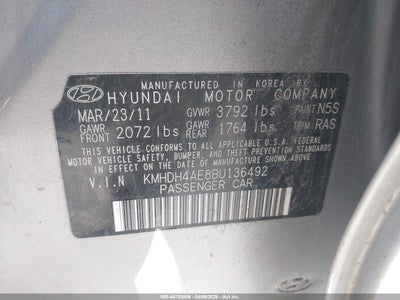 MANUFACTURED IN KOREA BY:
HYUNDAI MOTOR COMPANY
MAR/23/11 GVWR 3792 lbs PAINT N5S
GAWR FRONT 2072 lbs GAWR REAR 1764 lbs TRIM RAS
THIS VEHICLE CONFORMS TO ALL APPLICABLE
FEDERAL MOTOR VEHICLE SAFETY, BUMPER, AND THEFT
PREVENTION STANDARDS IN EFFECT ON THE DATE OF
MANUFACTURE SHOWN ABOVE.
V.I.N KMHDH4AE8BU136492
PASSENGER CAR